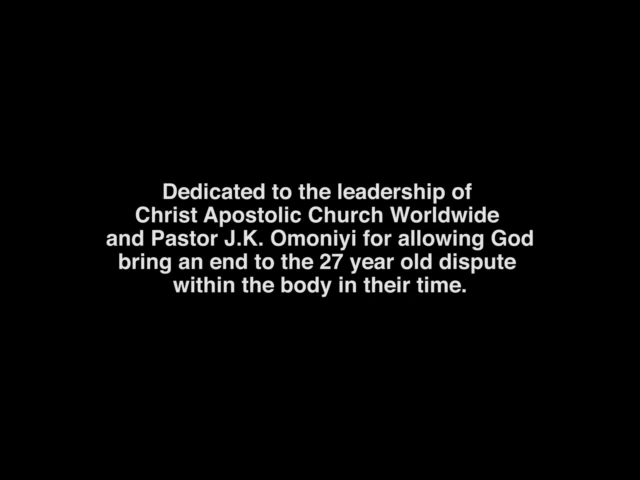 Dedicated to the leadership of
Christ Apostolic Church Worldwide
and Pastor J.K. Omoniyi for allowing God
bring an end to the 27 year old dispute
within the body in their time.